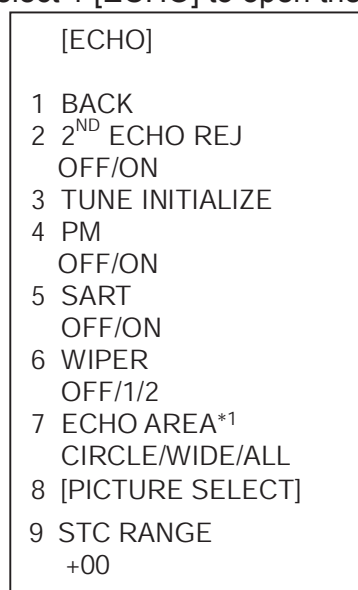 [ECHO] to open the
[ECHO]
1 BACK
2 2ND ECHO REJ
OFF/ON
3 TUNE INITIALIZE
4 PM
OFF/ON
5 SART
OFF/ON
6 WIPER
OFF/1/2
7 ECHO AREA*1
CIRCLE/WIDE/ALL
8 [PICTURE SELECT]
9 STC RANGE
+00